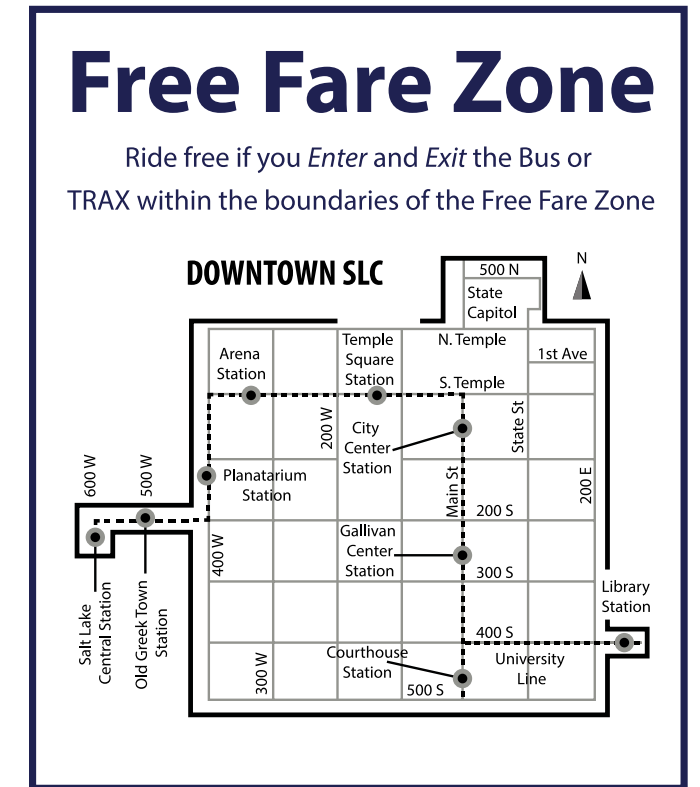 Free Fare Zone
Ride free if you Enter and Exit the Bus or
TRAX within the boundaries of the Free Fare Zone
DOWNTOWN SLC
N
500 N
State
Capitol
N. Temple
1st Ave
Arena
Station
Temple
Square
Station
S. Temple
200 W
City
Center
Station
State St
Main St
200 E
600 W
500 W
Planatarium
Station
200 S
400 W
Gallivan
Center
Station
300 S
Library
Station
Salt Lake
Central Station
Old Greek Town
Station
400 S
University
Line
300 W
Courthouse
Station
500 S